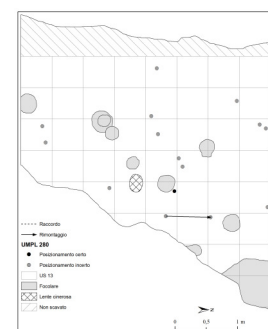 Raccordo
Rimontaggio
UMPL 280
Posizionamento certo
Posizionamento incerto
US 13
Focolare
Lente cinerosa
Non scavato
N
0 0,5 1 m